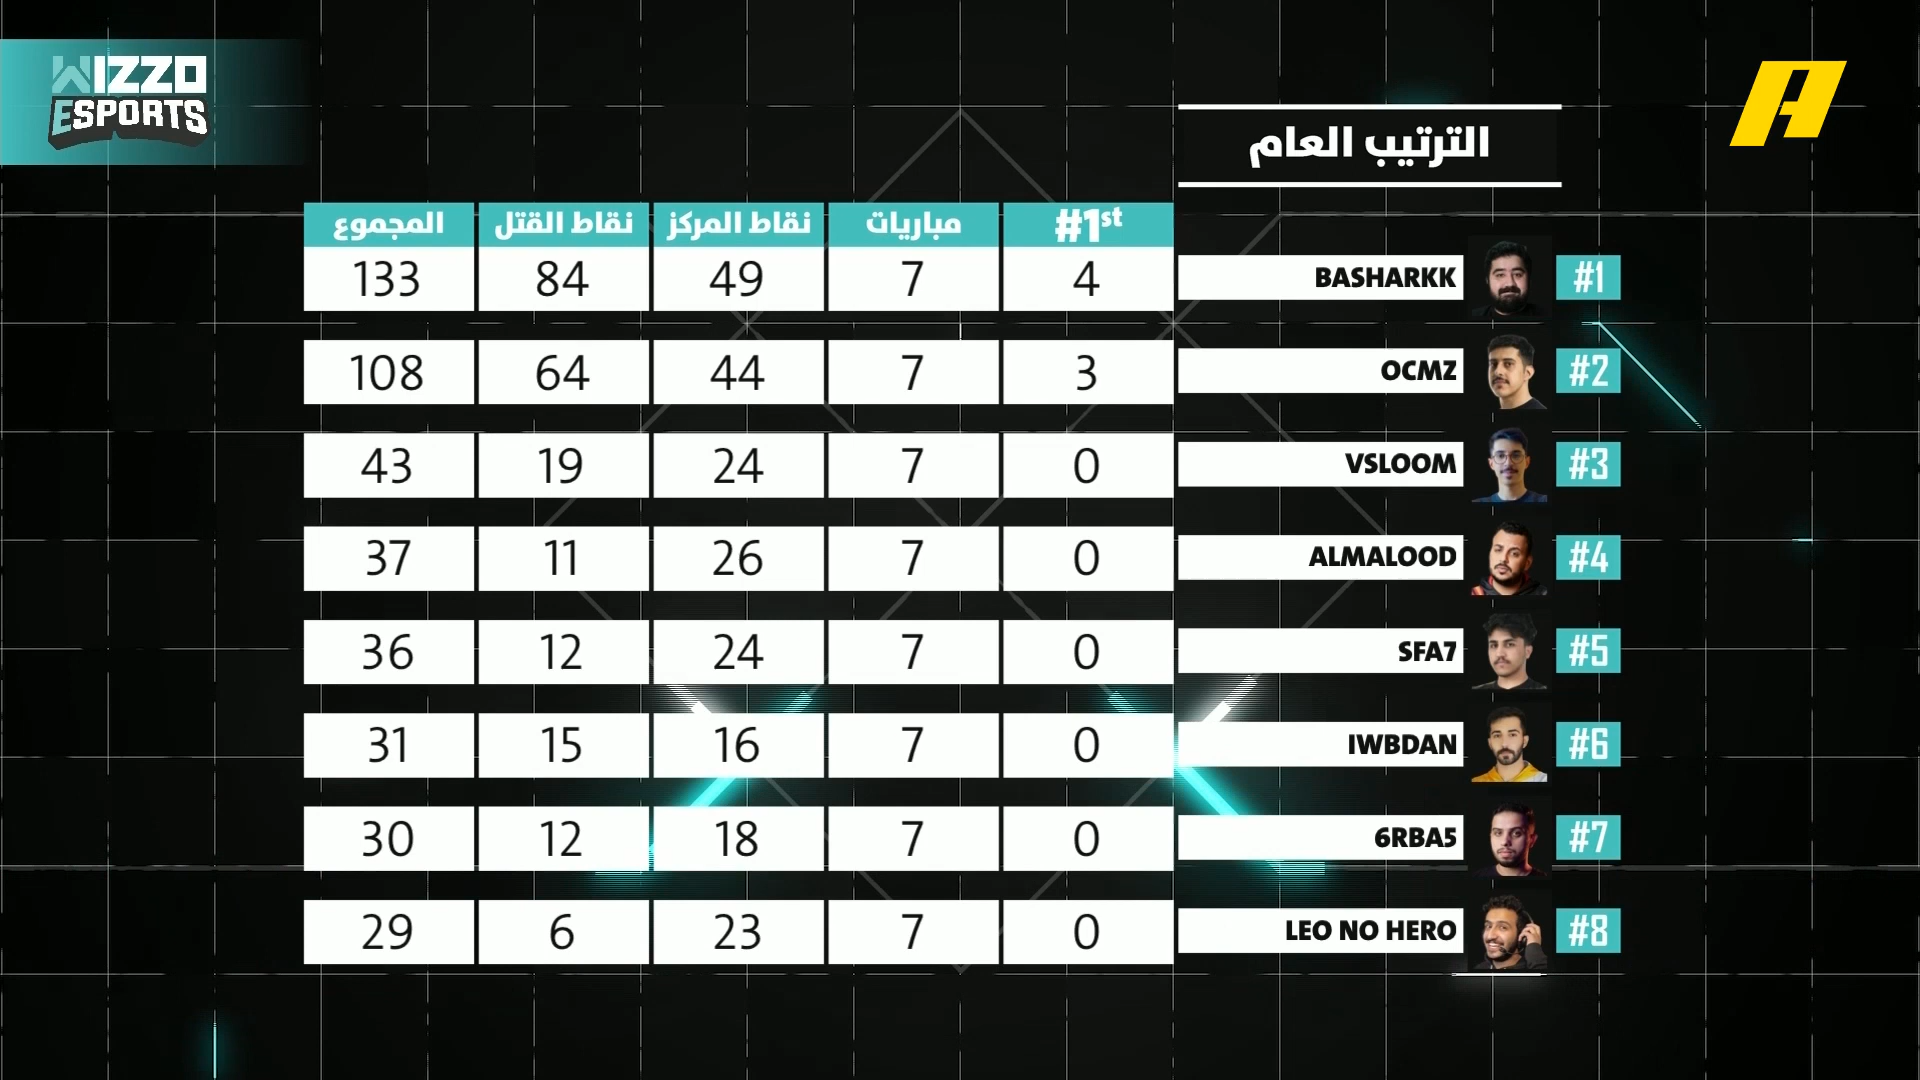 WIZZO
ESPORTS
الترتيب العام
#1st مباريات نقاط المركز نقاط القتل المجموع
#1 BASHARKK 4 7 49 84 133
#2 OCMZ 3 7 44 64 108
#3 VSLOOM 0 7 24 19 43
#4 ALMALOOD 0 7 26 11 37
#5 SFA7 0 7 24 12 36
#6 IWBDAN 0 7 16 15 31
#7 6RBA5 0 7 18 12 30
#8 LEO NO HERO 0 7 23 6 29